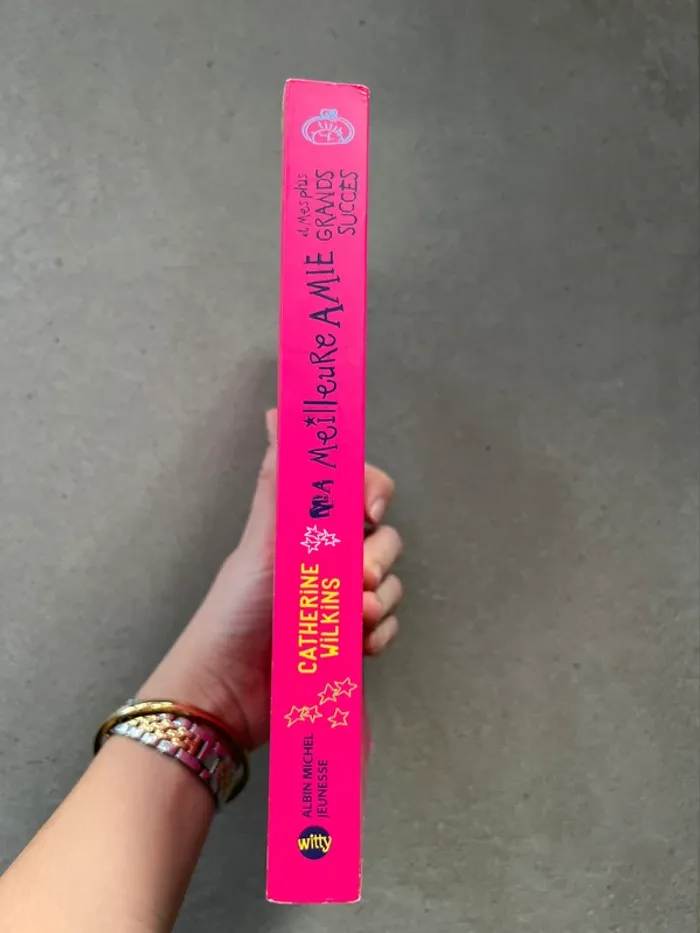 MA MeilleuRe AMIE
et Mes plus
GRANDS
SUCCÈS
CATHERiNE
WiLKiNS
ALBIN MICHEL
JEUNESSE
witty